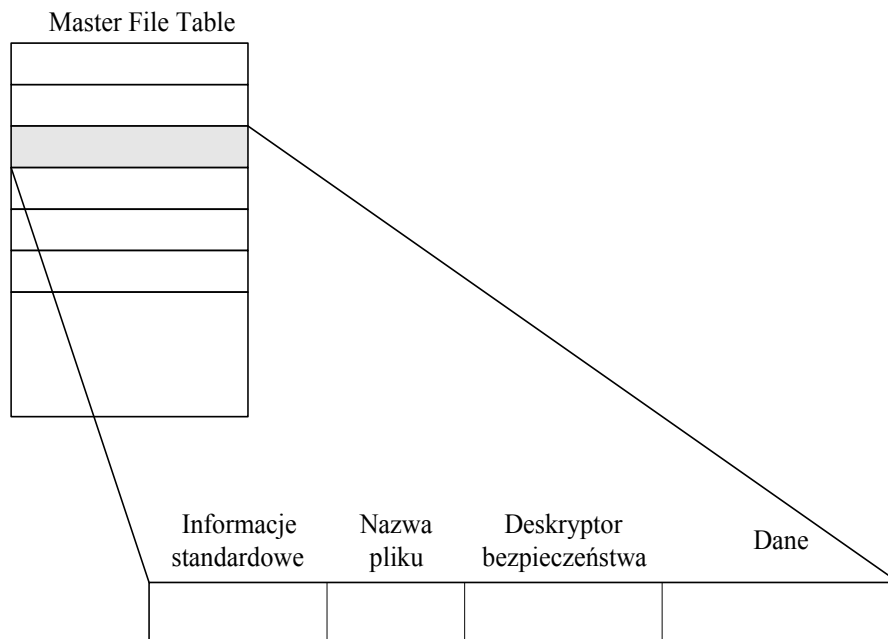 Master File Table
Informacje
standardowe
Nazwa
pliku
Deskryptor
bezpieczeństwa
Dane